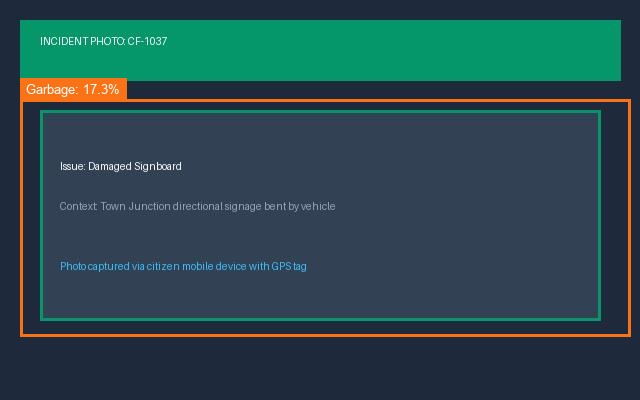 INCIDENT PHOTO: CF-1037
Garbage: 17.3%
Issue: Damaged Signboard
Context: Town Junction directional signage bent by vehicle
Photo captured via citizen mobile device with GPS tag